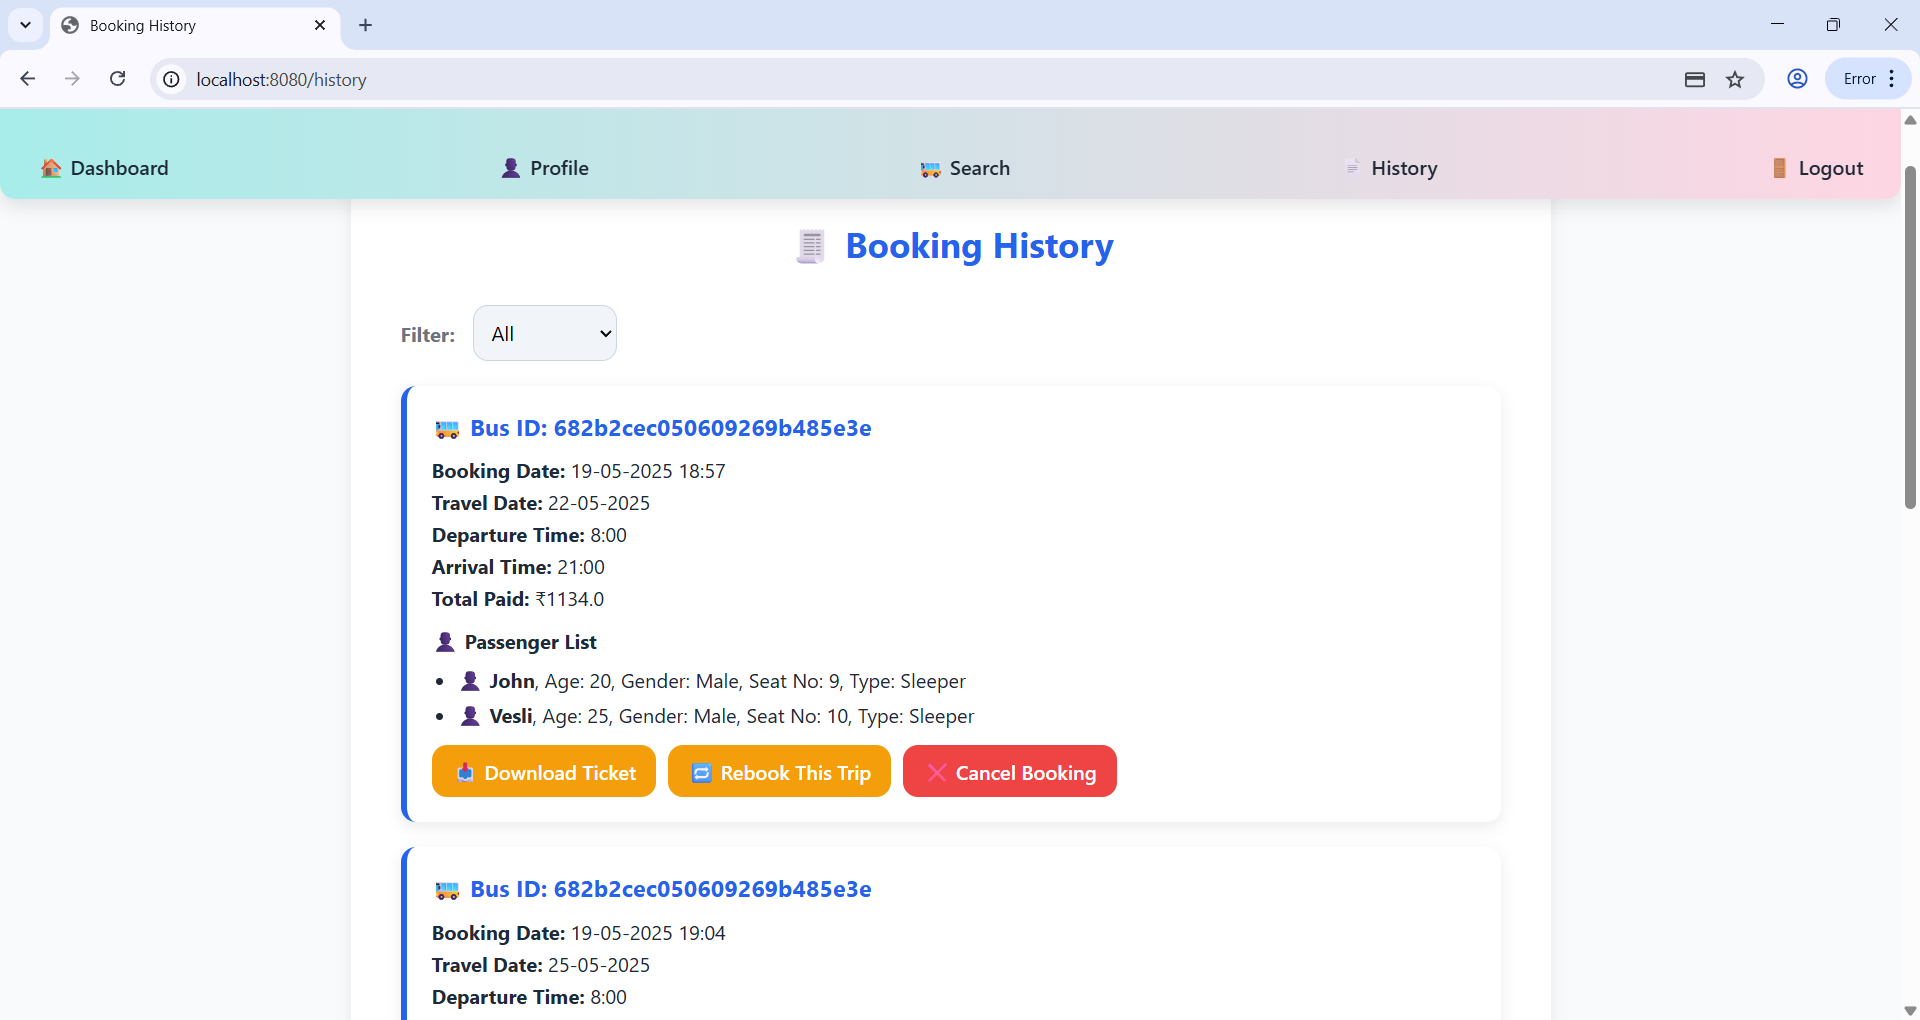 Booking History
localhost:8080/history
Error
Dashboard
Profile
Search
History
Logout
Booking History
Filter: All
Bus ID: 682b2cec050609269b485e3e
Booking Date: 19-05-2025 18:57
Travel Date: 22-05-2025
Departure Time: 8:00
Arrival Time: 21:00
Total Paid: ₹1134.0
Passenger List
John, Age: 20, Gender: Male, Seat No: 9, Type: Sleeper
Vesli, Age: 25, Gender: Male, Seat No: 10, Type: Sleeper
Download Ticket
Rebook This Trip
Cancel Booking
Bus ID: 682b2cec050609269b485e3e
Booking Date: 19-05-2025 19:04
Travel Date: 25-05-2025
Departure Time: 8:00